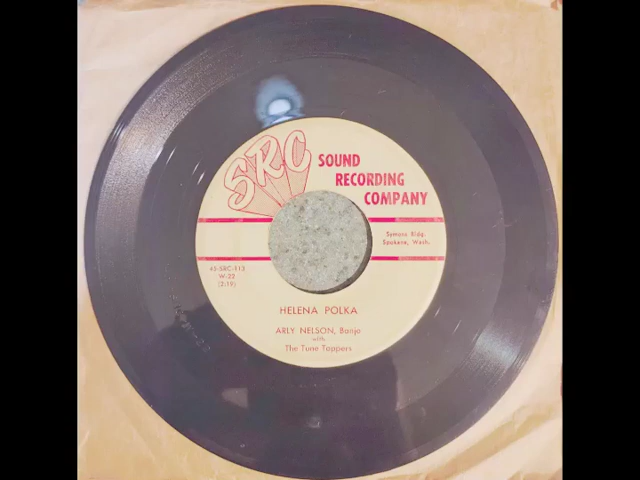 SRC
SOUND
RECORDING
COMPANY
Symons Bldg.
Spokane, Wash.
45-SRC-113
W-22
(2:19)
HELENA POLKA
ARLY NELSON, Banjo
with
The Tune Toppers